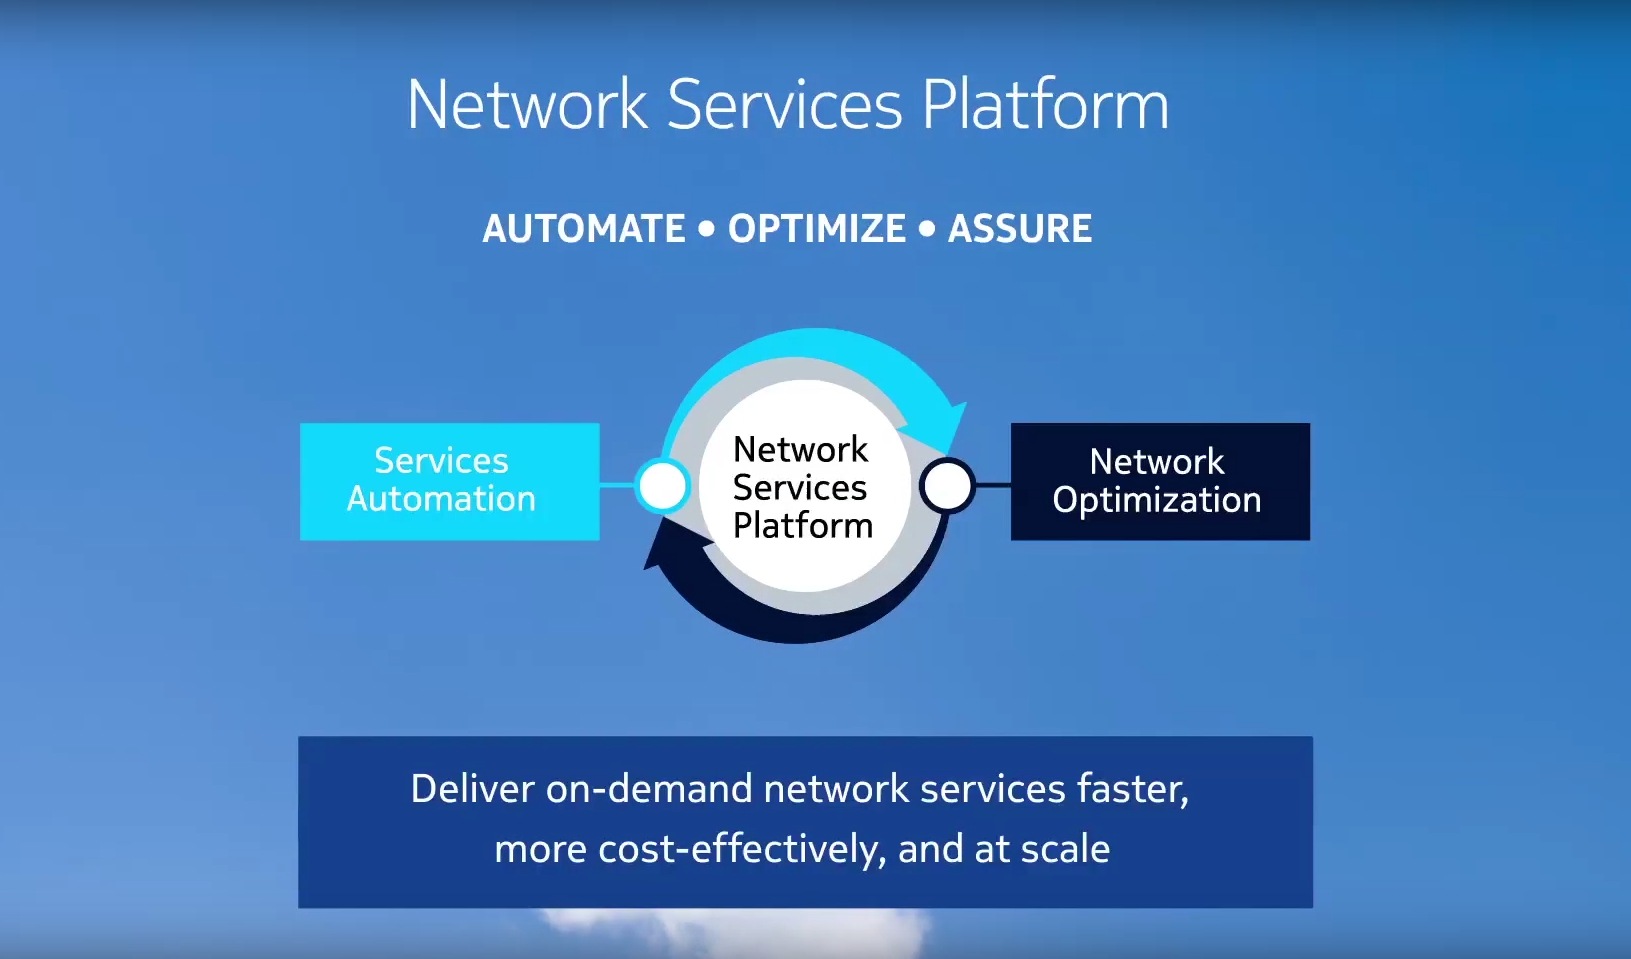 Network Services Platform
AUTOMATE • OPTIMIZE • ASSURE
Services
Automation
Network
Services
Platform
Network
Optimization
Deliver on-demand network services faster,
more cost-effectively, and at scale